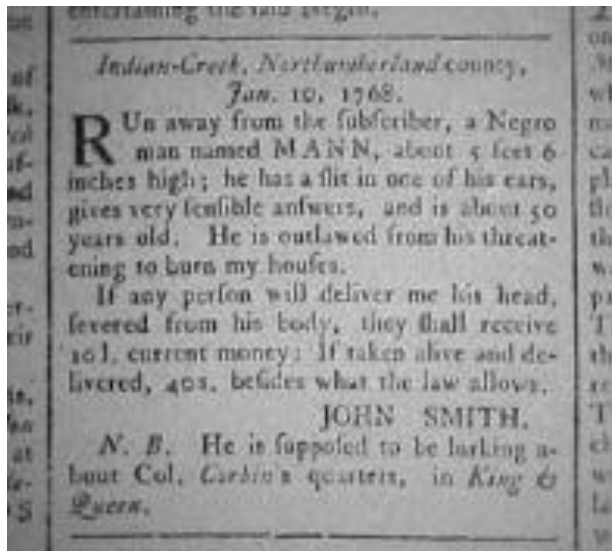 entertaining the said
Indian-Creek, Northumberland county,
Jan. 10, 1768.
RUn away from the ſubſcriber, a Negro
man named MANN, about 5 feet 6
inches high; he has a ſlit in one of his ears,
gives very ſenſible anſwers, and is about 50
years old. He is outlawed from his threat-
ening to burn my houſes.
If any perſon will deliver me his head,
ſevered from his body, they ſhall receive
10 l. current money: If taken alive and de-
livered, 40s. beſides what the law allows.
JOHN SMITH.
N. B. He is ſuppoſed to be lurking a-
bout Col. Corbin's quarters, in King &
Queen.